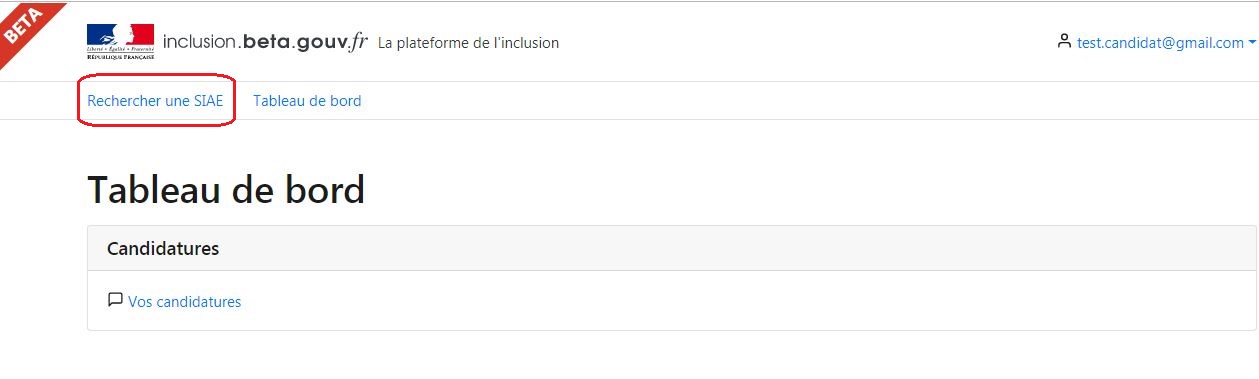 BETA
Liberté • Égalité • Fraternité
RÉPUBLIQUE FRANÇAISE
inclusion.beta.gouv.fr La plateforme de l'inclusion
test.candidat@gmail.com
Rechercher une SIAE Tableau de bord
Tableau de bord
Candidatures
Vos candidatures